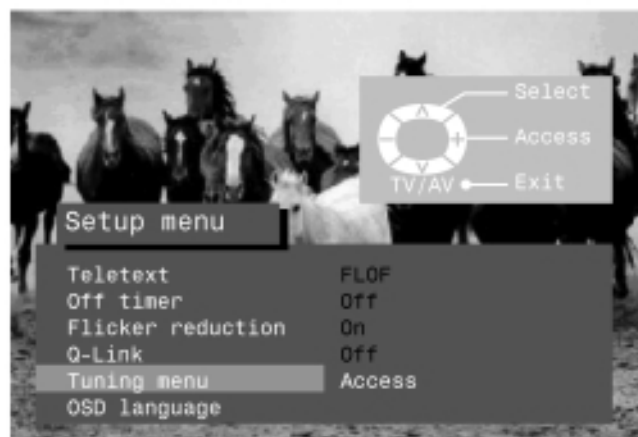 Select
Access
TV/AV Exit
Setup menu
Teletext FLOF
Off timer Off
Flicker reduction On
Q-Link Off
Tuning menu Access
OSD language